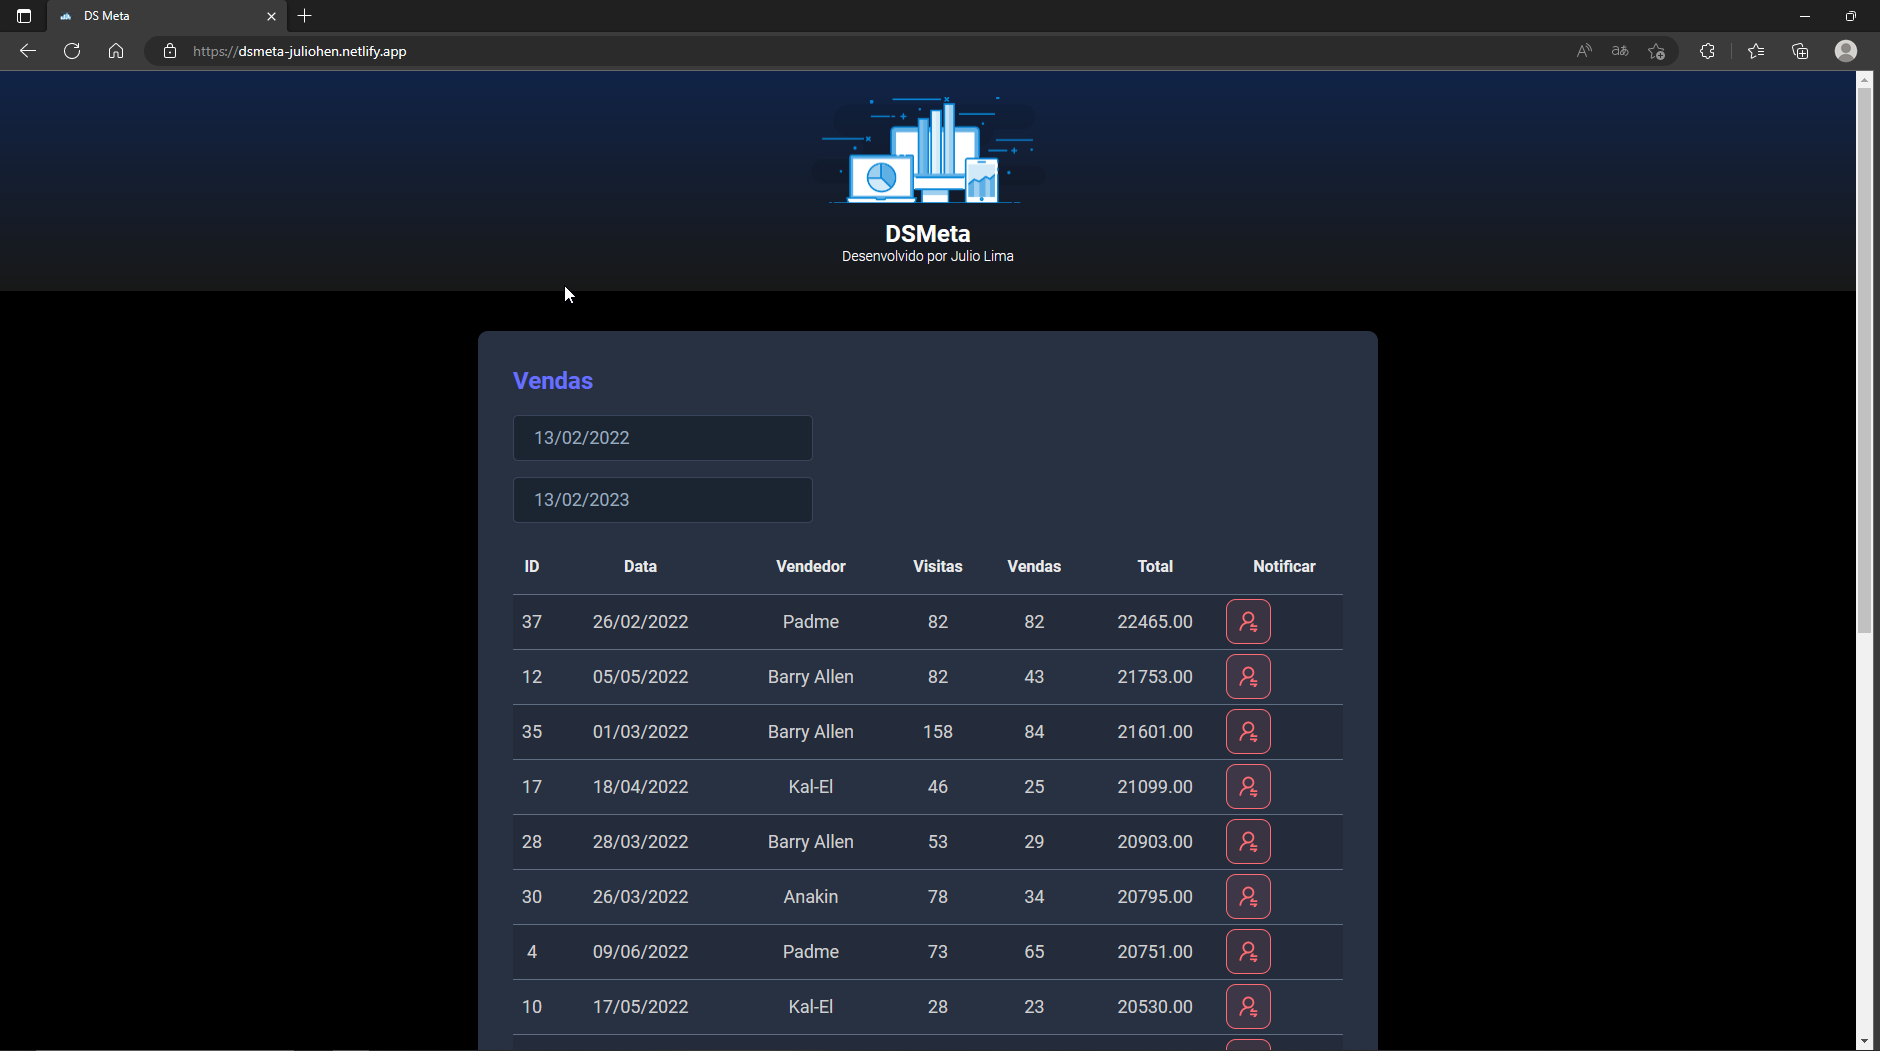 DS Meta
https://dsmeta-juliohen.netlify.app
DSMeta
Desenvolvido por Julio Lima
Vendas
13/02/2022
13/02/2023
ID Data Vendedor Visitas Vendas Total Notificar
37 26/02/2022 Padme 82 82 22465.00
12 05/05/2022 Barry Allen 82 43 21753.00
35 01/03/2022 Barry Allen 158 84 21601.00
17 18/04/2022 Kal-El 46 25 21099.00
28 28/03/2022 Barry Allen 53 29 20903.00
30 26/03/2022 Anakin 78 34 20795.00
4 09/06/2022 Padme 73 65 20751.00
10 17/05/2022 Kal-El 28 23 20530.00